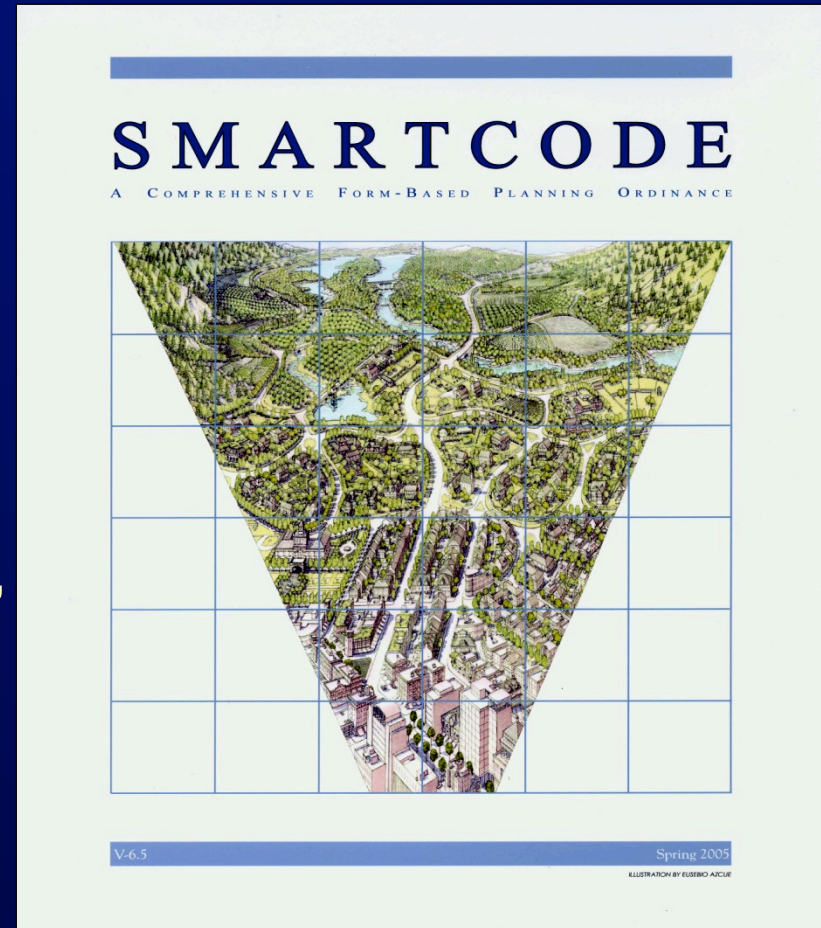 SMARTCODE
A COMPREHENSIVE FORM-BASED PLANNING ORDINANCE
V-6.5
Spring 2005
ILLUSTRATION BY EUSEBIO AZCUE